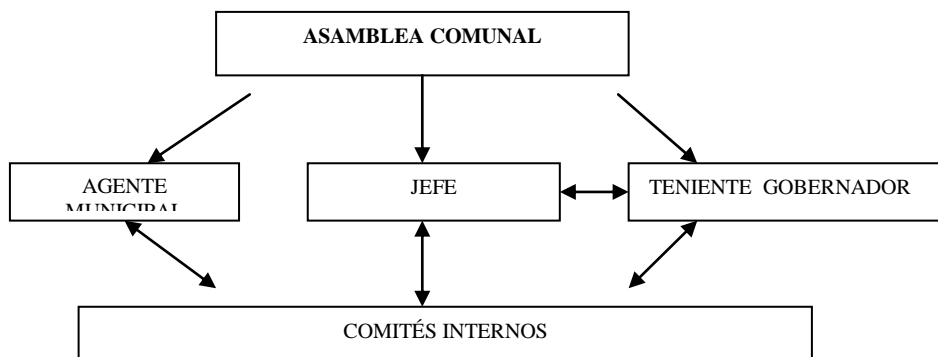 ASAMBLEA COMUNAL
AGENTE
MUNICIPAL
JEFE
TENIENTE GOBERNADOR
COMITÉS INTERNOS